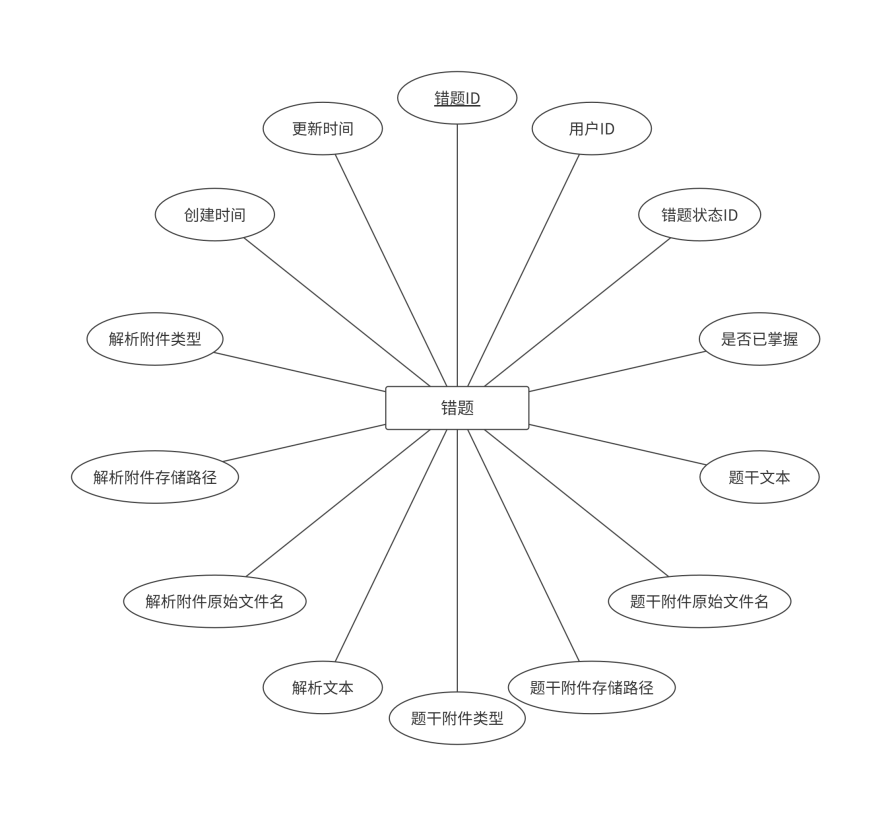 错题ID
更新时间
用户ID
创建时间
错题状态ID
解析附件类型
是否已掌握
错题
解析附件存储路径
题干文本
解析附件原始文件名
题干附件原始文件名
解析文本
题干附件存储路径
题干附件类型